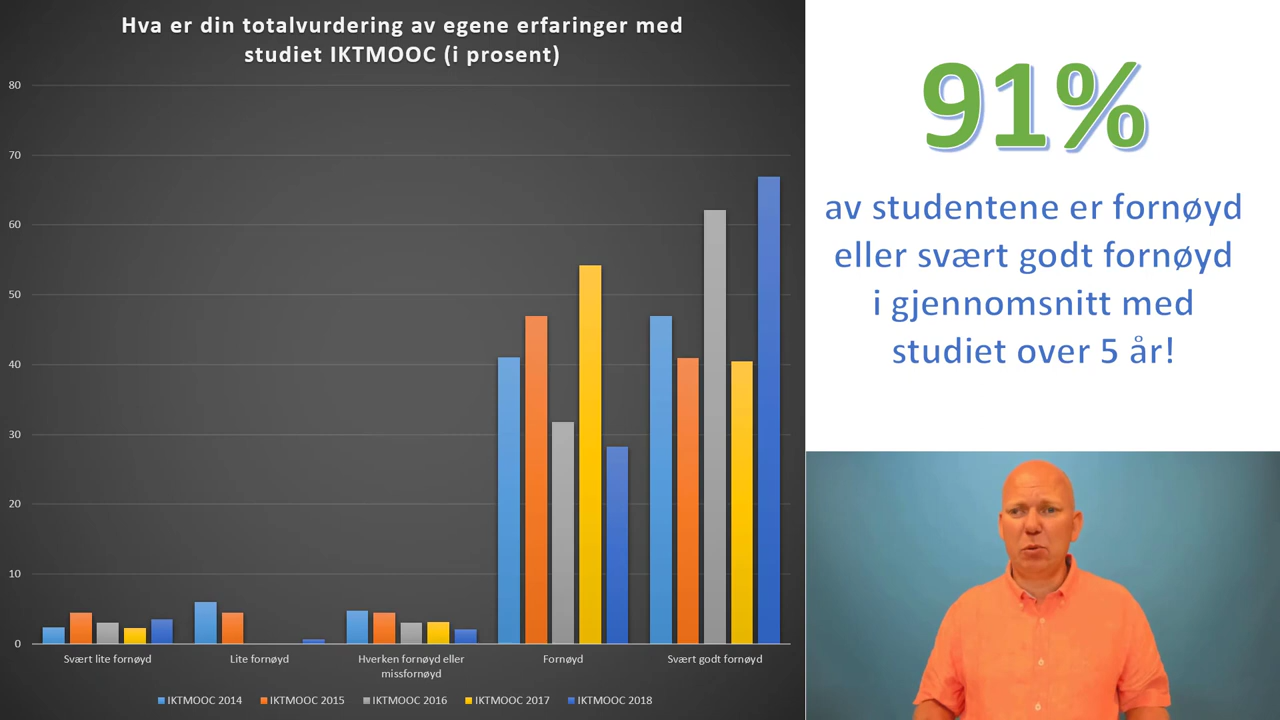 Hva er din totalvurdering av egene erfaringer med
studiet IKTMOOC (i prosent)
80
70
60
50
40
30
20
10
0
Svært lite fornøyd
Lite fornøyd
Hverken fornøyd eller
missfornøyd
Fornøyd
Svært godt fornøyd
IKTMOOC 2014
IKTMOOC 2015
IKTMOOC 2016
IKTMOOC 2017
IKTMOOC 2018
91%
av studentene er fornøyd
eller svært godt fornøyd
i gjennomsnitt med
studiet over 5 år!